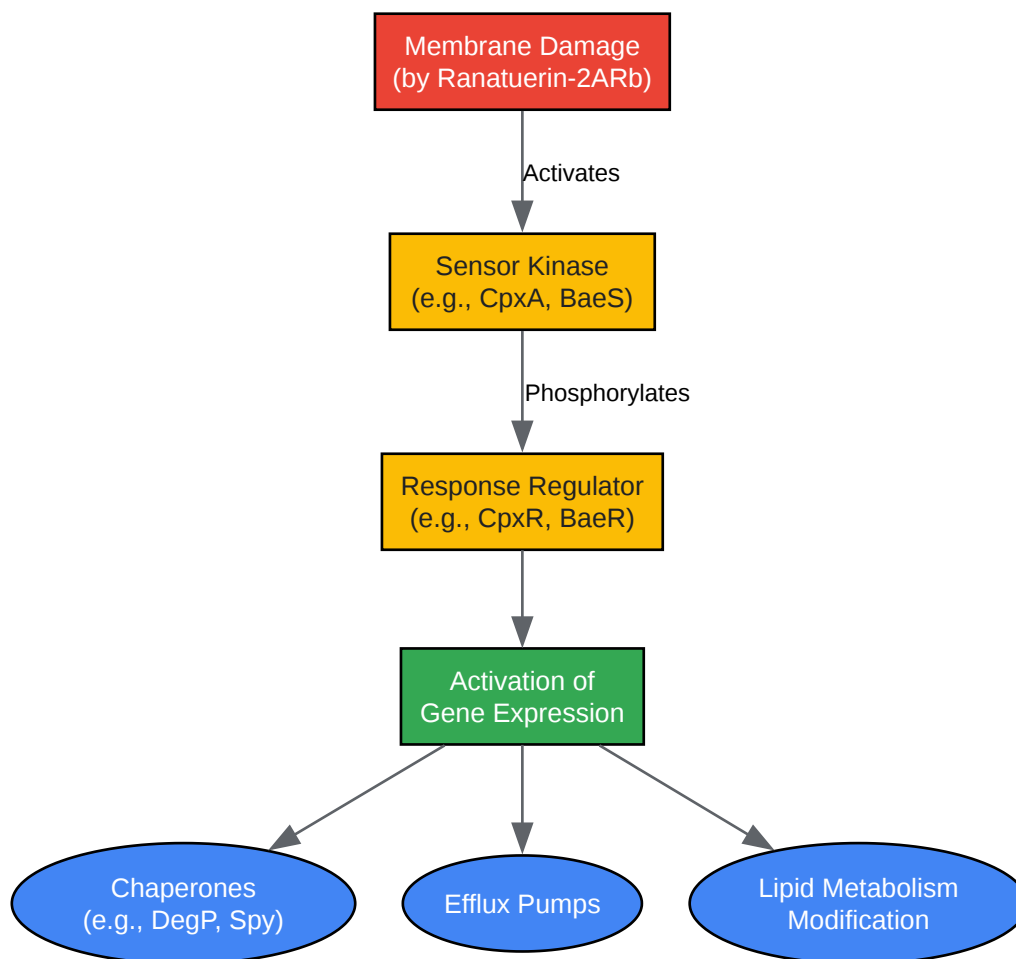 Membrane Damage
(by Ranatuerin-2ARb)
Activates
Sensor Kinase
(e.g., CpxA, BaeS)
Phosphorylates
Response Regulator
(e.g., CpxR, BaeR)
Activation of
Gene Expression
Chaperones
(e.g., DegP, Spy)
Efflux Pumps
Lipid Metabolism
Modification